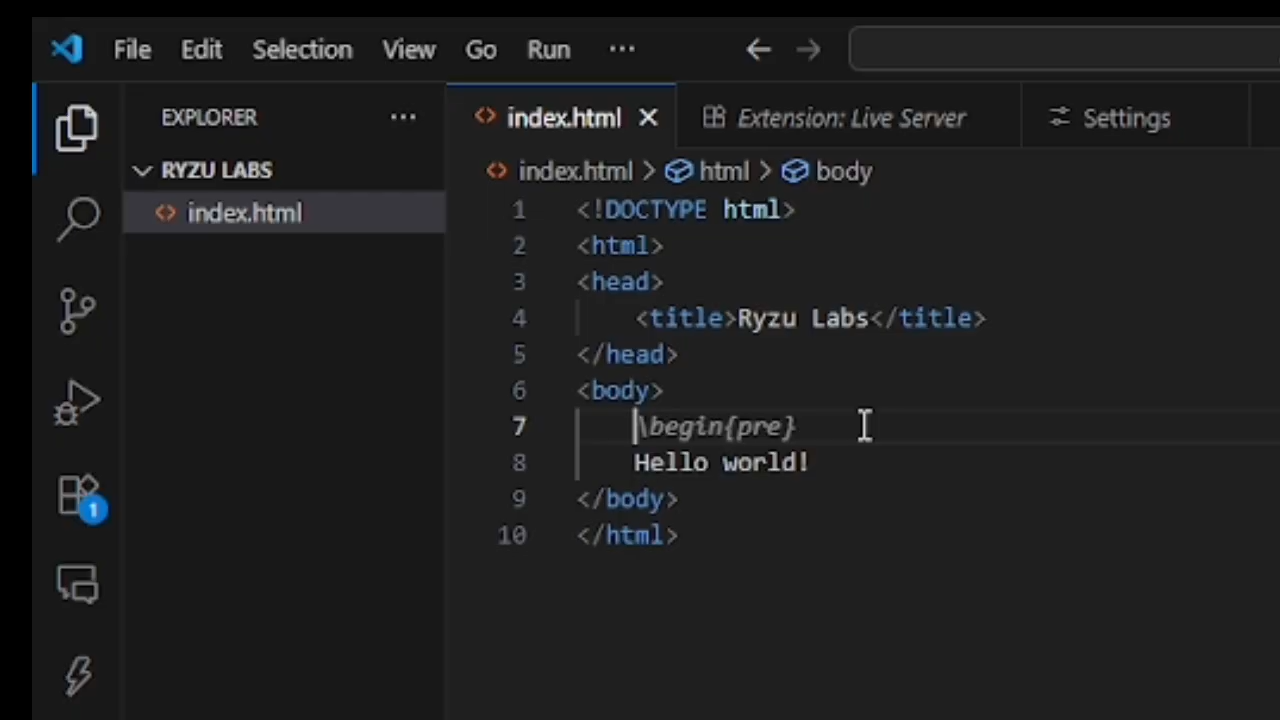 File Edit Selection View Go Run ···
EXPLORER ···
index.html
Extension: Live Server
Settings
RYZU LABS
index.html > html > body
index.html
1 <!DOCTYPE html>
2 <html>
3 <head>
4 <title>Ryzu Labs</title>
5 </head>
6 <body>
7 \begin{pre}
8 Hello world!
9 </body>
10 </html>
1